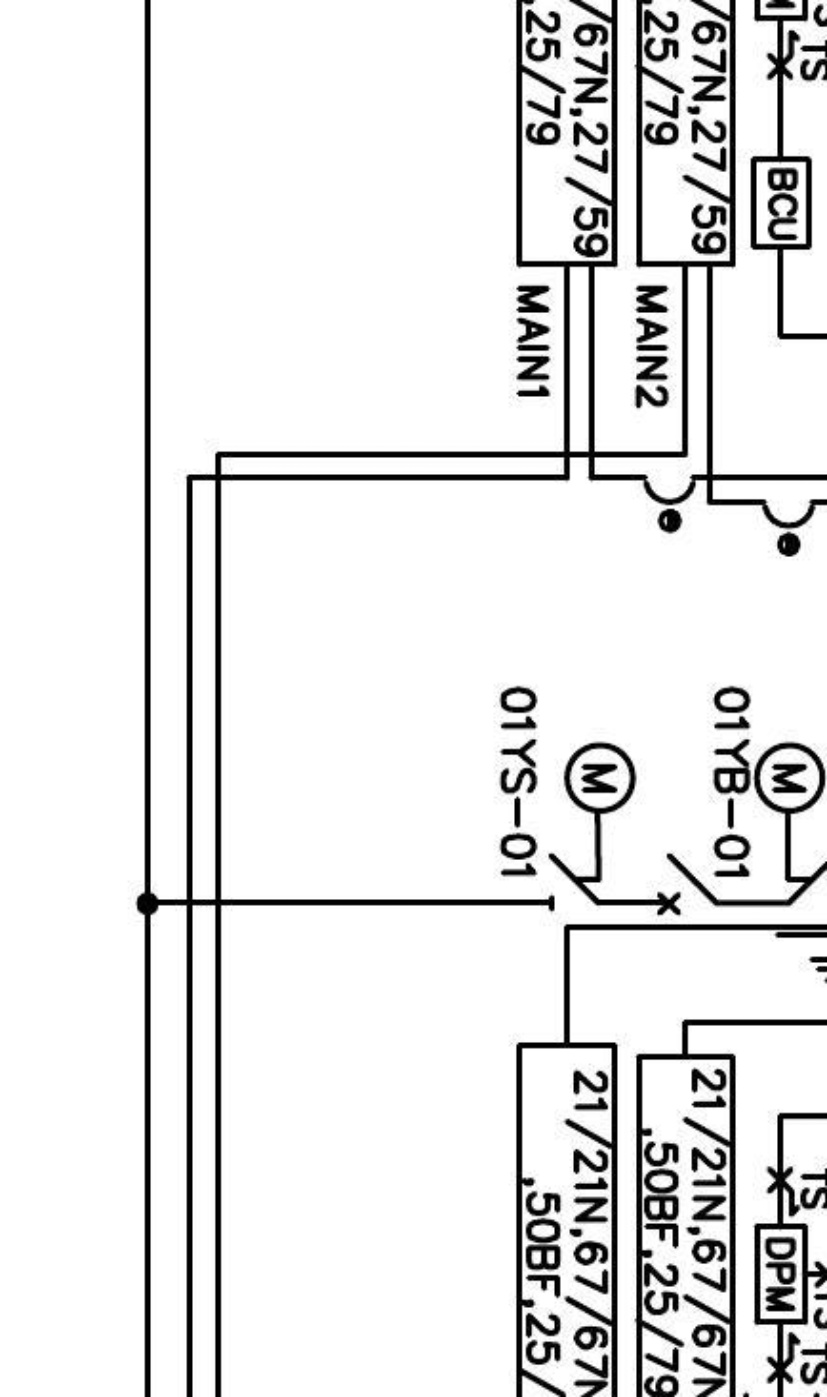 /67N,27/59
,25/79
MAIN2
/67N,27/59
,25/79
MAIN1
TS
BCU
01YB-01
M
01YS-01
M
21/21N,67/67N
,50BF,25/79
21/21N,67/67N
,50BF,25/
TS
DPM
TS